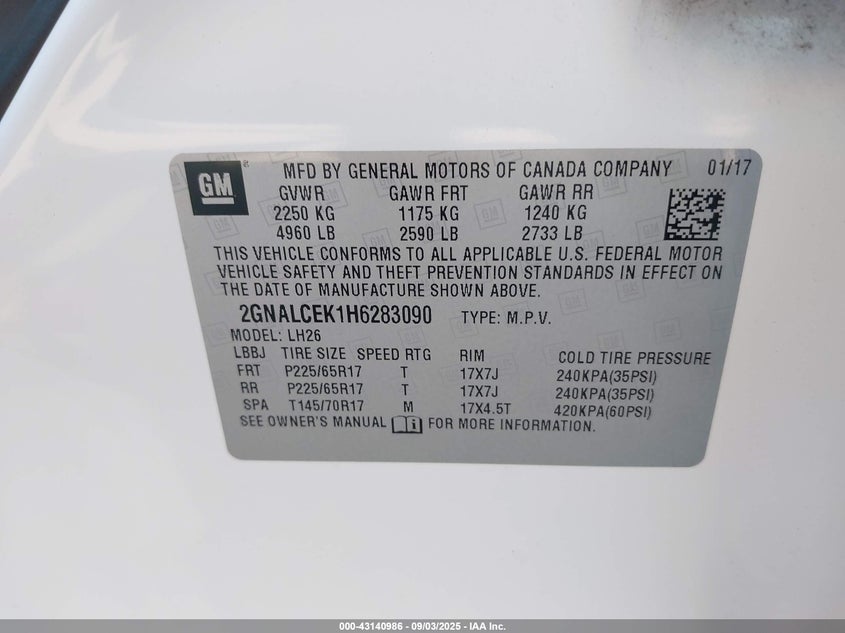 GM MFD BY GENERAL MOTORS OF CANADA COMPANY 01/17
GVWR GAWR FRT GAWR RR
2250 KG 1175 KG 1240 KG
4960 LB 2590 LB 2733 LB
THIS VEHICLE CONFORMS TO ALL APPLICABLE U.S. FEDERAL MOTOR
VEHICLE SAFETY AND THEFT PREVENTION STANDARDS IN EFFECT ON
THE DATE OF MANUFACTURE SHOWN ABOVE.
2GNALCEK1H6283090 TYPE: M.P.V.
MODEL: LH26
LBBJ TIRE SIZE SPEED RTG RIM COLD TIRE PRESSURE
FRT P225/65R17 T 17X7J 240KPA(35PSI)
RR P225/65R17 T 17X7J 240KPA(35PSI)
SPA T145/70R17 M 17X4.5T 420KPA(60PSI)
SEE OWNER'S MANUAL FOR MORE INFORMATION.
000-43140986 - 09/03/2025 - IAA Inc.